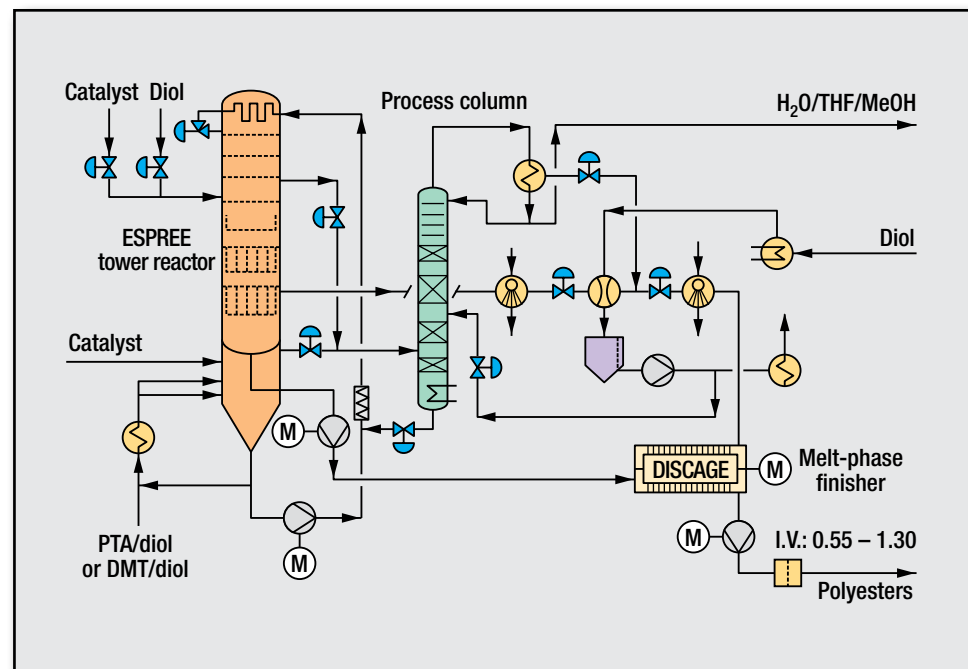 Catalyst Diol
Process column
H₂O/THF/MeOH
ESPREE
tower reactor
Diol
Catalyst
M
DISCAGE
M
Melt-phase
finisher
PTA/diol
or DMT/diol
M
M
I.V.: 0.55 – 1.30
Polyesters